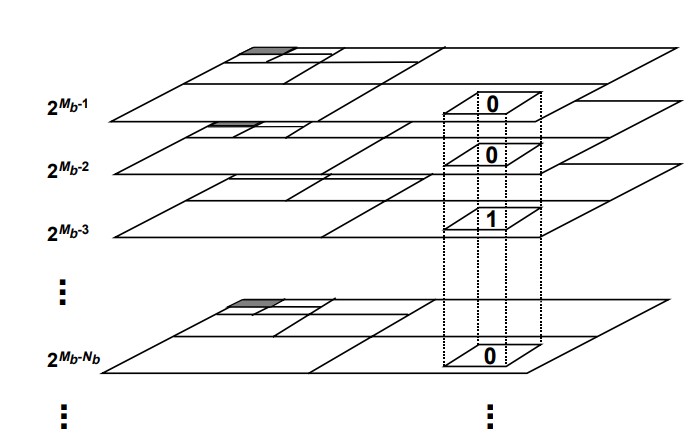 2^{M_b-1} 0
2^{M_b-2} 0
2^{M_b-3} 1
⋮
2^{M_b-N_b} 0
⋮ ⋮